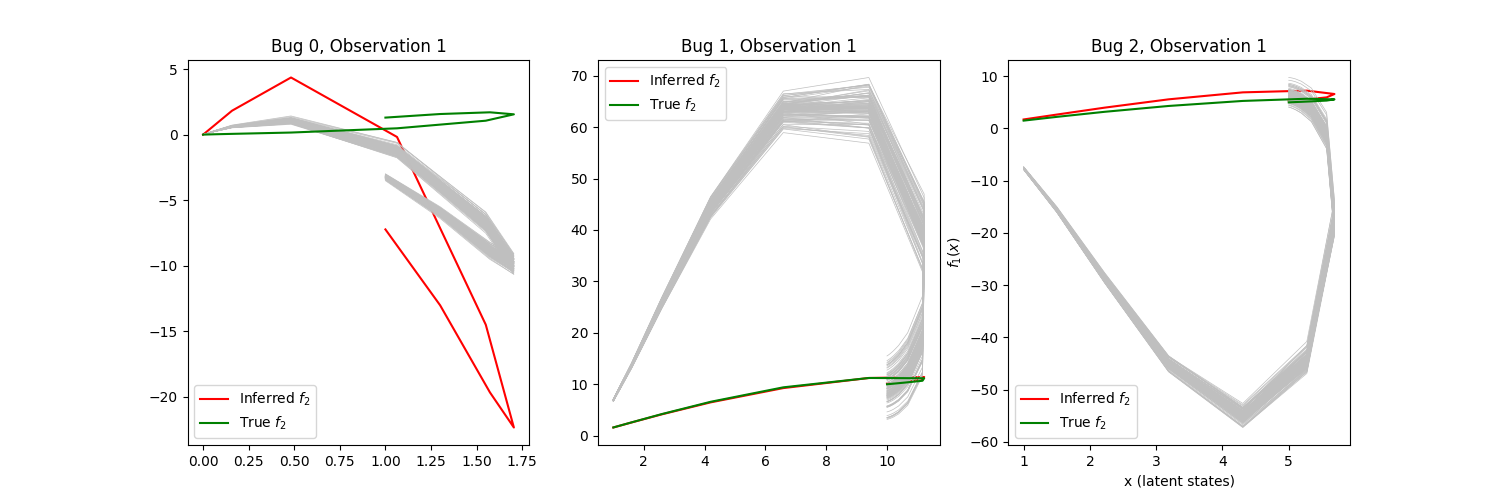 Bug 0, Observation 1
5
0
−5
−10
−15
−20
0.00 0.25 0.50 0.75 1.00 1.25 1.50 1.75
Inferred f₂
True f₂
Bug 1, Observation 1
70
60
50
40
30
20
10
0
2 4 6 8 10
Inferred f₂
True f₂
Bug 2, Observation 1
f₁(x)
10
0
−10
−20
−30
−40
−50
−60
1 2 3 4 5
x (latent states)
Inferred f₂
True f₂